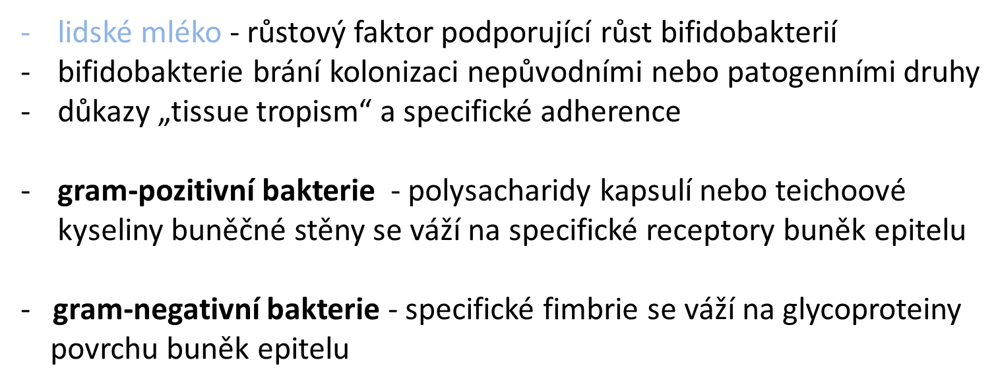 - lidské mléko - růstový faktor podporující růst bifidobakterií
- bifidobakterie brání kolonizaci nepůvodními nebo patogenními druhy
- důkazy „tissue tropism“ a specifické adherence
- gram-pozitivní bakterie - polysacharidy kapsulí nebo teichoové
kyseliny buněčné stěny se váží na specifické receptory buněk epitelu
- gram-negativní bakterie - specifické fimbrie se váží na glycoproteiny
povrchu buněk epitelu